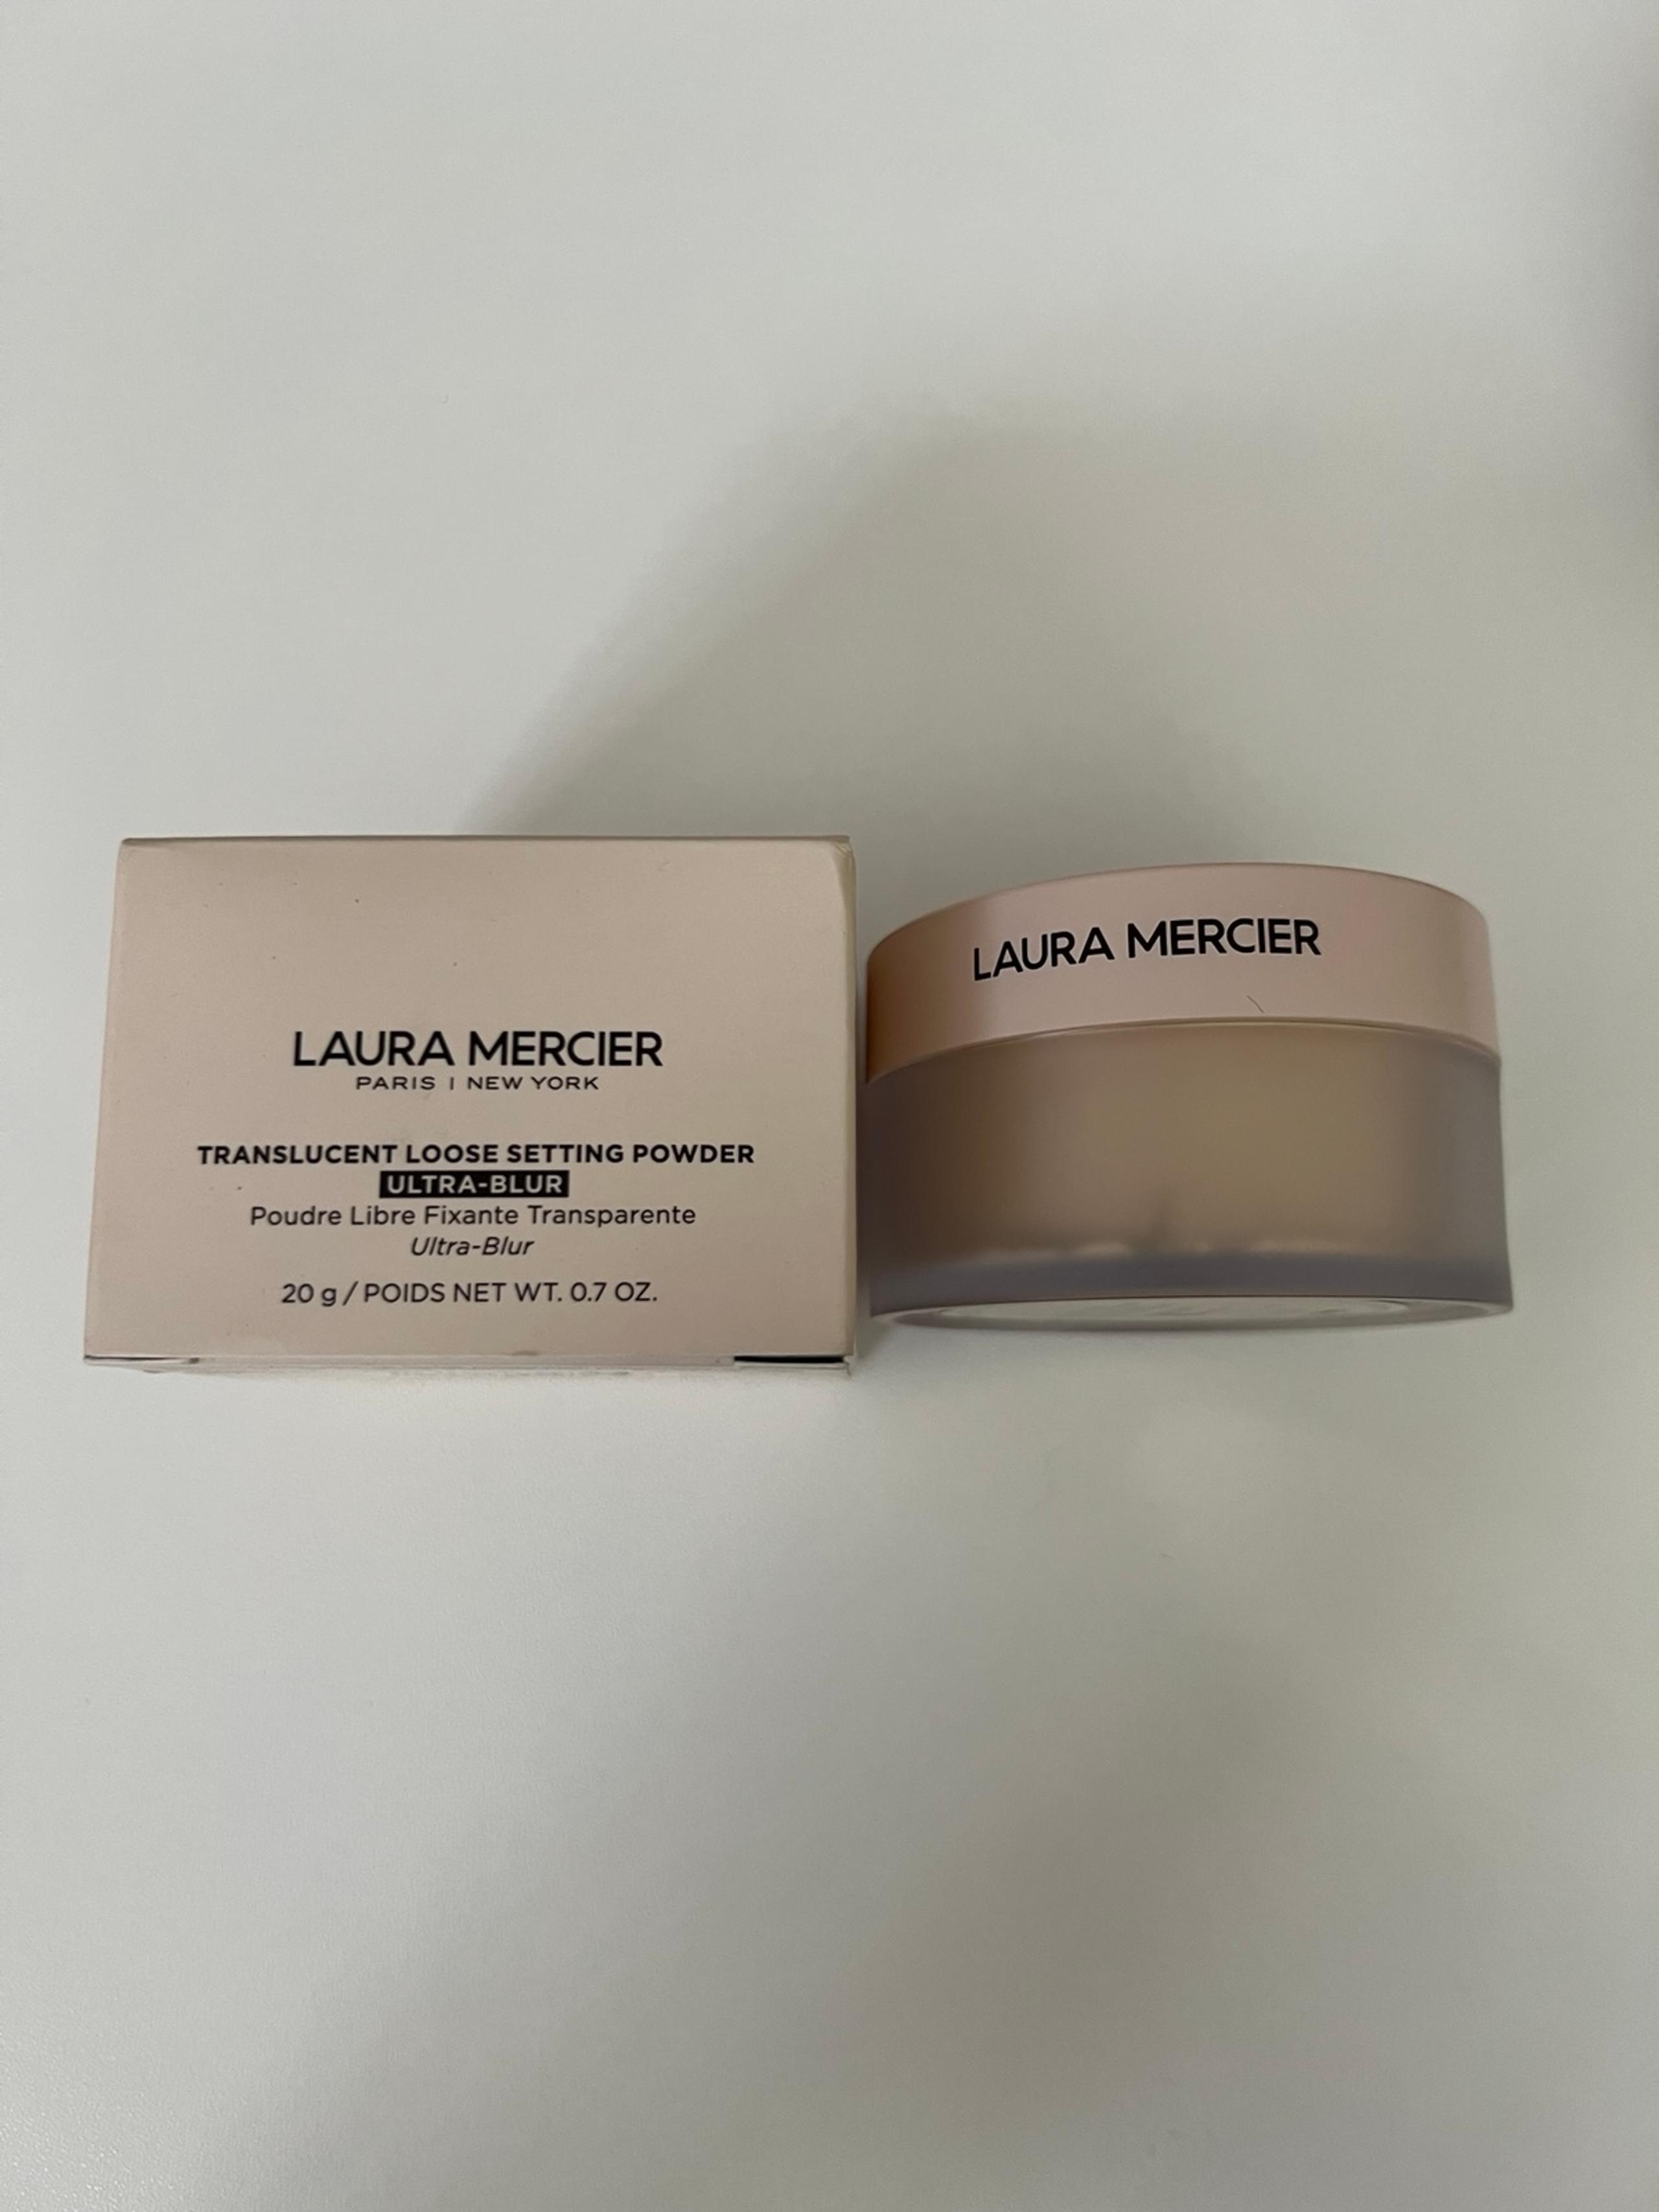 LAURA MERCIER
PARIS | NEW YORK
TRANSLUCENT LOOSE SETTING POWDER
ULTRA-BLUR
Poudre Libre Fixante Transparente
Ultra-Blur
20 g / POIDS NET WT. 0.7 OZ.
LAURA MERCIER